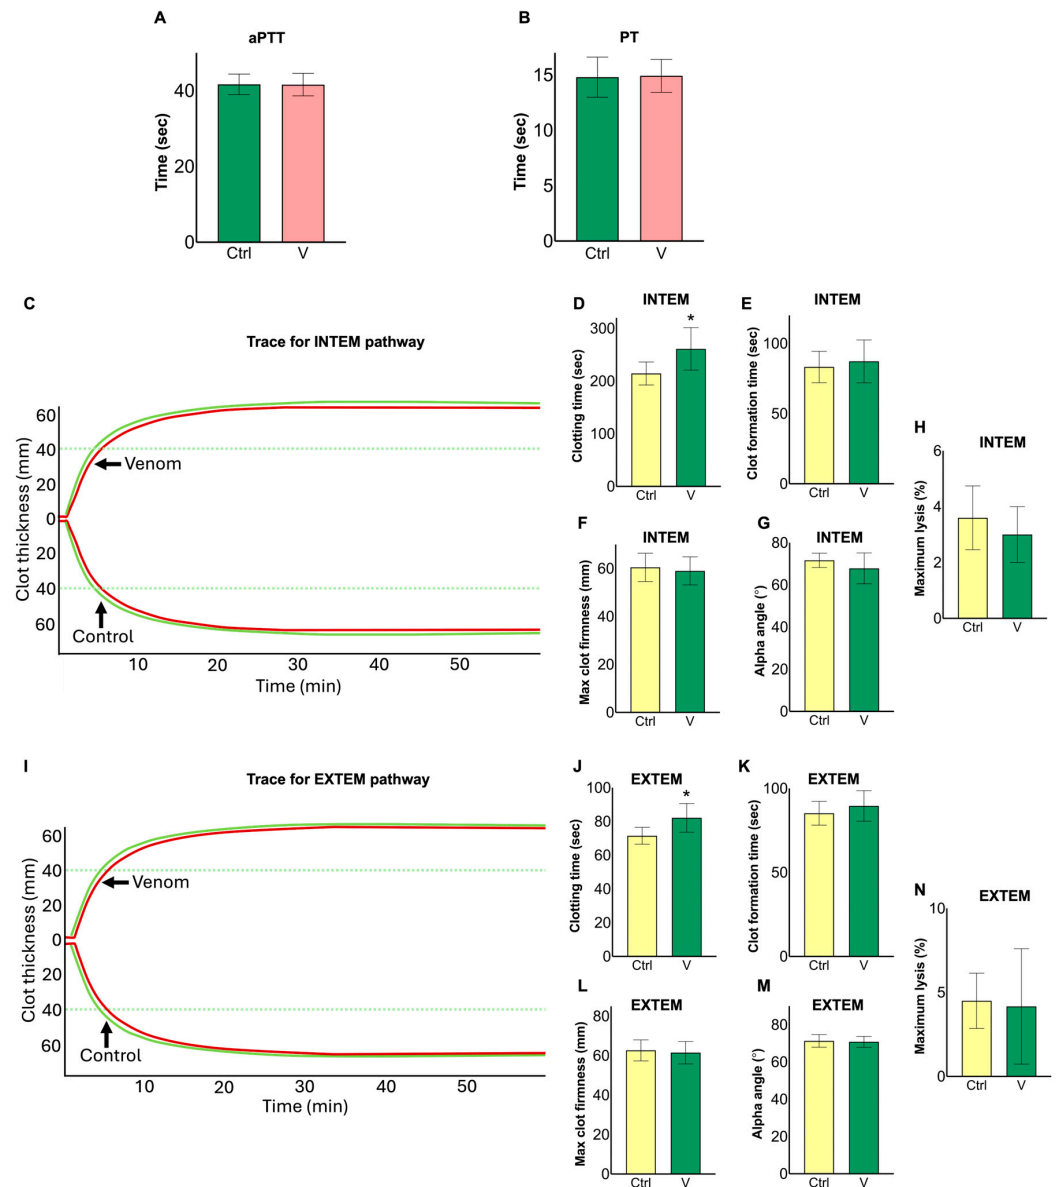 A
aPTT
Time (sec)
40
20
0
Ctrl
V
B
PT
Time (sec)
15
10
5
0
Ctrl
V
C
Trace for INTEM pathway
Clot thickness (mm)
60
40
20
0
20
40
60
Venom
Control
10
20
30
40
50
Time (min)
D
INTEM
Clotting time (sec)
300
200
100
0
*
Ctrl
V
E
INTEM
Clot formation time (sec)
100
50
0
Ctrl
V
F
INTEM
Max clot firmness (mm)
60
40
20
0
Ctrl
V
G
INTEM
Alpha angle (°)
80
60
40
20
0
Ctrl
V
H
INTEM
Maximum lysis (%)
6
4
2
0
Ctrl
V
I
Trace for EXTEM pathway
Clot thickness (mm)
60
40
20
0
20
40
60
Venom
Control
10
20
30
40
50
Time (min)
J
EXTEM
Clotting time (sec)
100
80
60
40
20
0
*
Ctrl
V
K
EXTEM
Clot formation time (sec)
100
50
0
Ctrl
V
L
EXTEM
Max clot firmness (mm)
80
60
40
20
0
Ctrl
V
M
EXTEM
Alpha angle (°)
80
60
40
20
0
Ctrl
V
N
EXTEM
Maximum lysis (%)
10
5
0
Ctrl
V